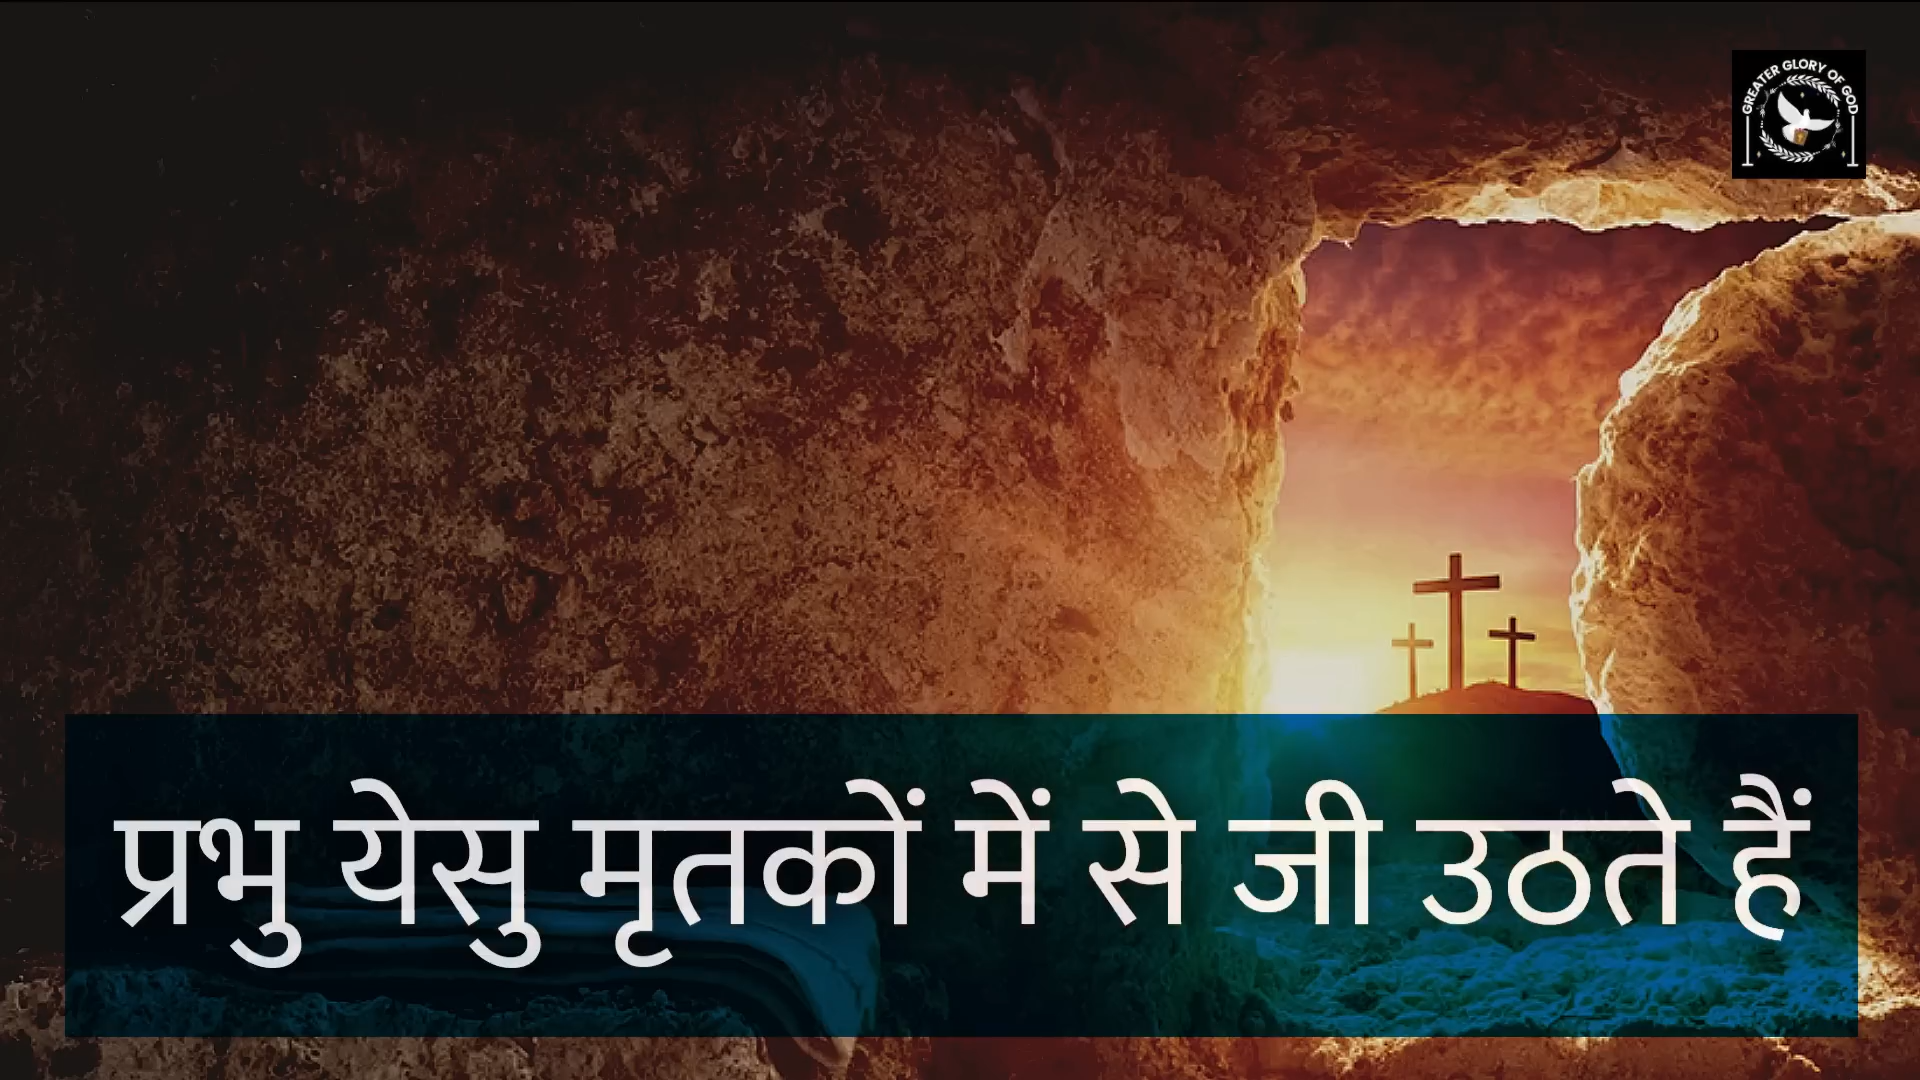 GREATER GLORY OF GOD
प्रभु येसु मृतकों में से जी उठते हैं